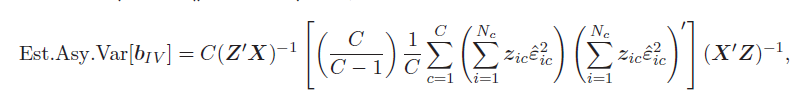 Est.Asy.Var[b_{IV}] = C(Z'X)^{-1} \left[ \left( \frac{C}{C-1} \right) \frac{1}{C} \sum_{c=1}^{C} \left( \sum_{i=1}^{N_c} z_{ic} \hat{\varepsilon}_{ic}^2 \right) \left( \sum_{i=1}^{N_c} z_{ic} \hat{\varepsilon}_{ic}^2 \right)' \right] (X'Z)^{-1},